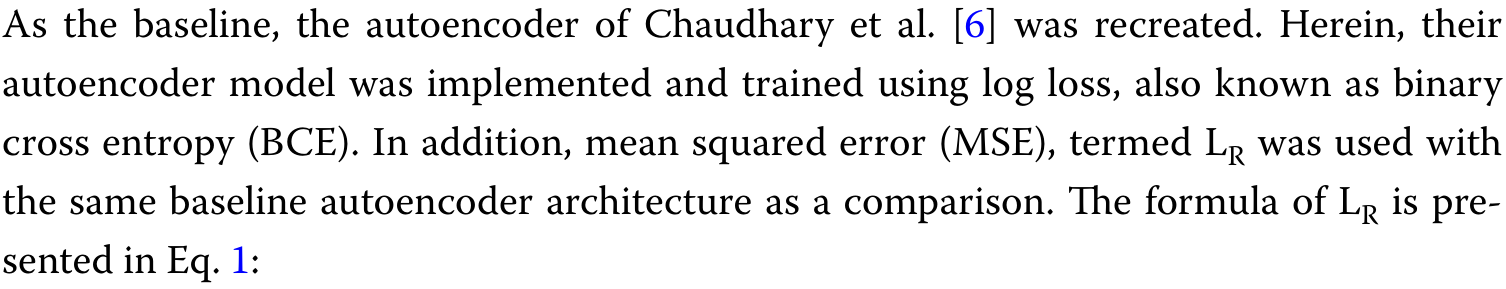 As the baseline, the autoencoder of Chaudhary et al. [6] was recreated. Herein, their
autoencoder model was implemented and trained using log loss, also known as binary
cross entropy (BCE). In addition, mean squared error (MSE), termed L_R was used with
the same baseline autoencoder architecture as a comparison. The formula of L_R is pre-
sented in Eq. 1: